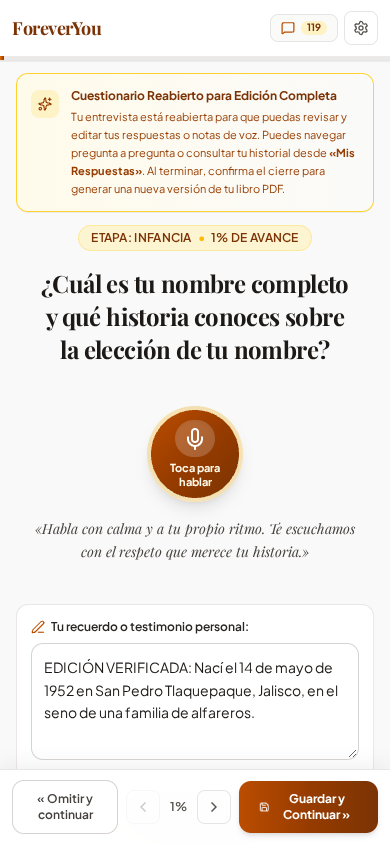 ForeverYou
119
Cuestionario Reabierto para Edición Completa
Tu entrevista está reabierta para que puedas revisar y
editar tus respuestas o notas de voz. Puedes navegar
pregunta a pregunta o consultar tu historial desde «Mis
Respuestas». Al terminar, confirma el cierre para
generar una nueva versión de tu libro PDF.
ETAPA: INFANCIA • 1% DE AVANCE
¿Cuál es tu nombre completo
y qué historia conoces sobre
la elección de tu nombre?
Toca para
hablar
«Habla con calma y a tu propio ritmo. Te escuchamos
con el respeto que merece tu historia.»
Tu recuerdo o testimonio personal:
EDICIÓN VERIFICADA: Nací el 14 de mayo de
1952 en San Pedro Tlaquepaque, Jalisco, en el
seno de una familia de alfareros.
« Omitir y
continuar
1%
Guardar y
Continuar »